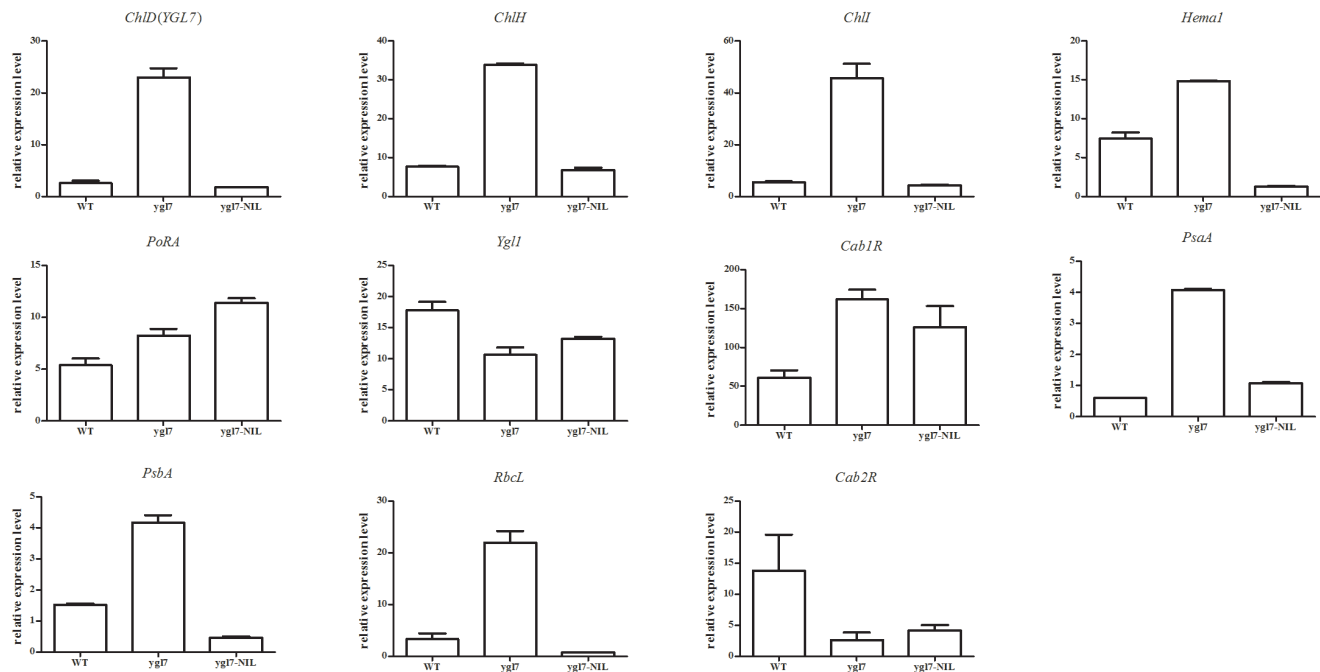 ChlD(YGL7)
relative expression level
30
20
10
0
WT ygl7 ygl7-NIL
ChlH
relative expression level
40
30
20
10
0
WT ygl7 ygl7-NIL
ChlI
relative expression level
60
40
20
0
WT ygl7 ygl7-NIL
Hema1
relative expression level
20
15
10
5
0
WT ygl7 ygl7-NIL
PoRA
relative expression level
15
10
5
0
WT ygl7 ygl7-NIL
Ygl1
relative expression level
25
20
15
10
5
0
WT ygl7 ygl7-NIL
Cab1R
relative expression level
200
150
100
50
0
WT ygl7 ygl7-NIL
PsaA
relative expression level
5
4
3
2
1
0
WT ygl7 ygl7-NIL
PsbA
relative expression level
5
4
3
2
1
0
WT ygl7 ygl7-NIL
RbcL
relative expression level
30
20
10
0
WT ygl7 ygl7-NIL
Cab2R
relative expression level
25
20
15
10
5
0
WT ygl7 ygl7-NIL